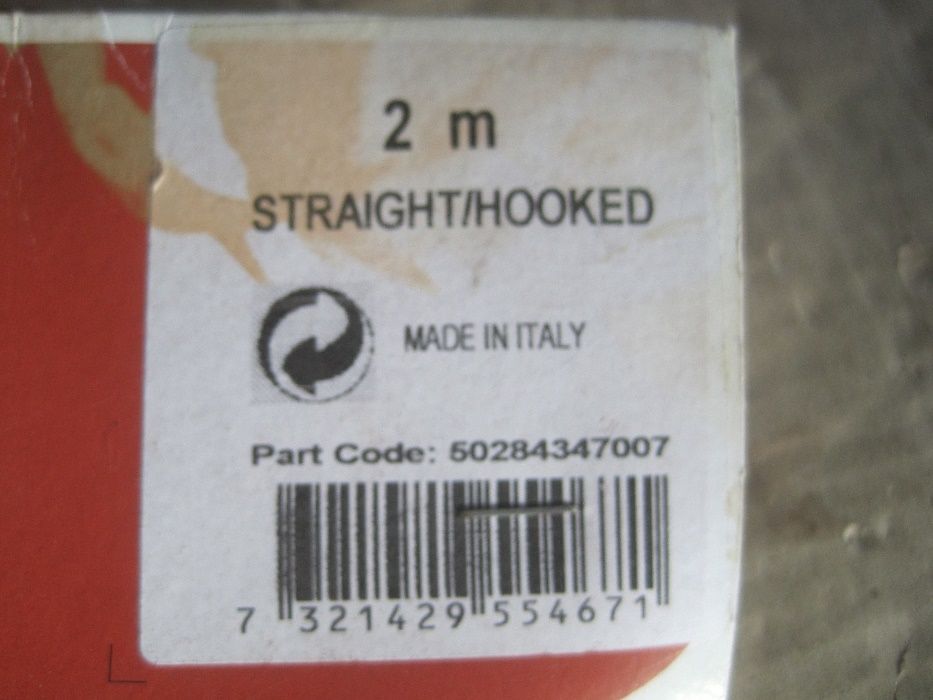 2 m
STRAIGHT/HOOKED
MADE IN ITALY
Part Code: 50284347007
7 321429 554671